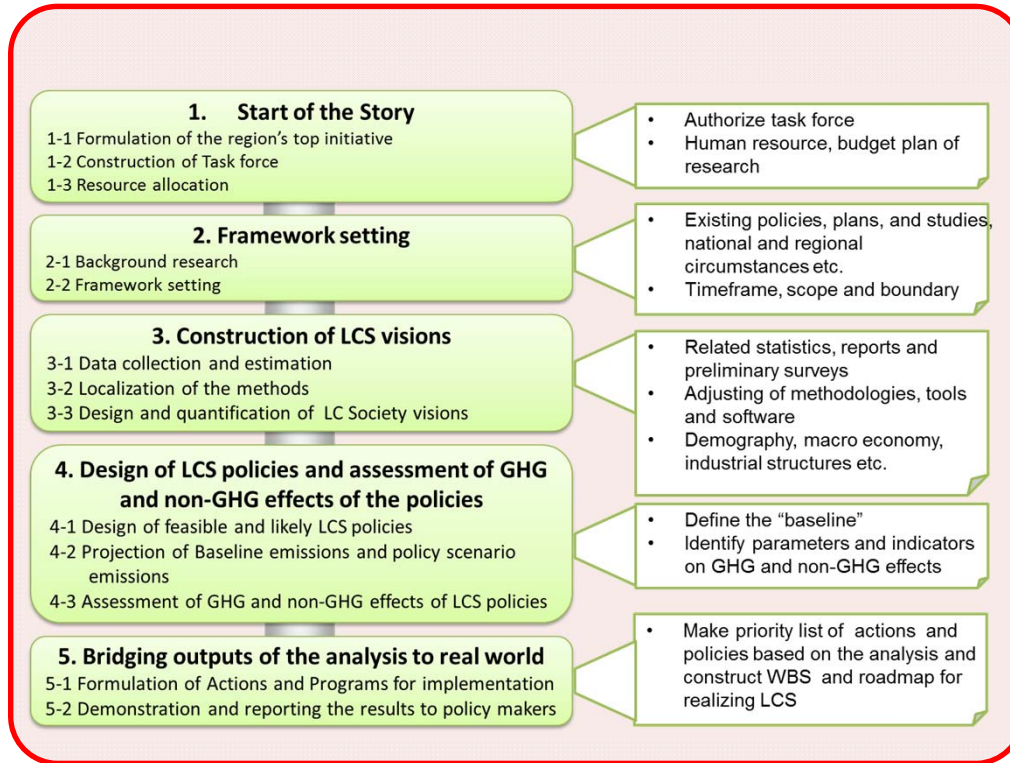 1. Start of the Story
1-1 Formulation of the region's top initiative
1-2 Construction of Task force
1-3 Resource allocation
• Authorize task force
• Human resource, budget plan of
research
2. Framework setting
2-1 Background research
2-2 Framework setting
• Existing policies, plans, and studies,
national and regional
circumstances etc.
• Timeframe, scope and boundary
3. Construction of LCS visions
3-1 Data collection and estimation
3-2 Localization of the methods
3-3 Design and quantification of LC Society visions
• Related statistics, reports and
preliminary surveys
• Adjusting of methodologies, tools
and software
• Demography, macro economy,
industrial structures etc.
4. Design of LCS policies and assessment of GHG
and non-GHG effects of the policies
4-1 Design of feasible and likely LCS policies
4-2 Projection of Baseline emissions and policy scenario
emissions
4-3 Assessment of GHG and non-GHG effects of LCS policies
• Define the “baseline”
• Identify parameters and indicators
on GHG and non-GHG effects
5. Bridging outputs of the analysis to real world
5-1 Formulation of Actions and Programs for implementation
5-2 Demonstration and reporting the results to policy makers
• Make priority list of actions and
policies based on the analysis and
construct WBS and roadmap for
realizing LCS